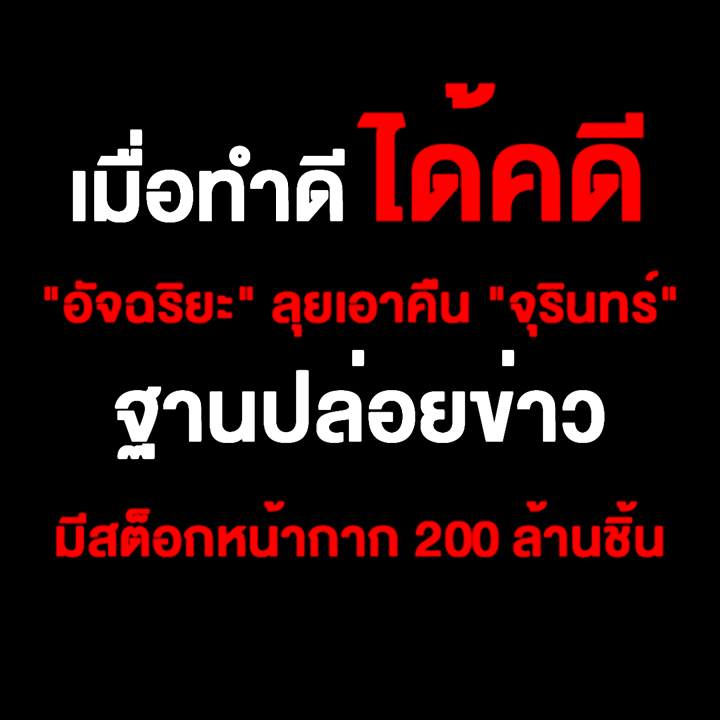 เมื่อทำดี ได้คดี
"อัจฉริยะ" ลุยเอาคืน "จุรินทร์"
ฐานปล่อยข่าว
มีสต็อกหน้ากาก 200 ล้านชิ้น